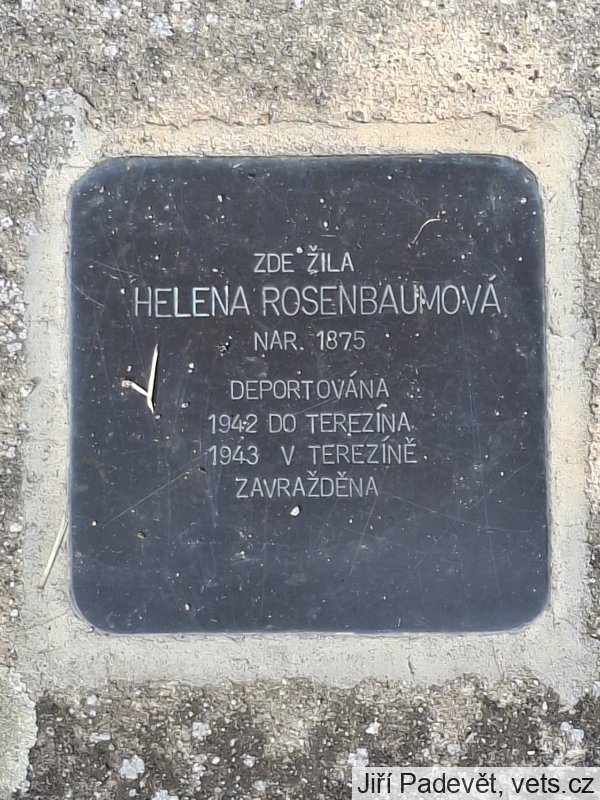 ZDE ŽILA
HELENA ROSENBAUMOVÁ
NAR. 1875
DEPORTOVÁNA
1942 DO TEREZÍNA
1943 V TEREZÍNĚ
ZAVRAŽDĚNA
Jiří Padevět, vets.cz